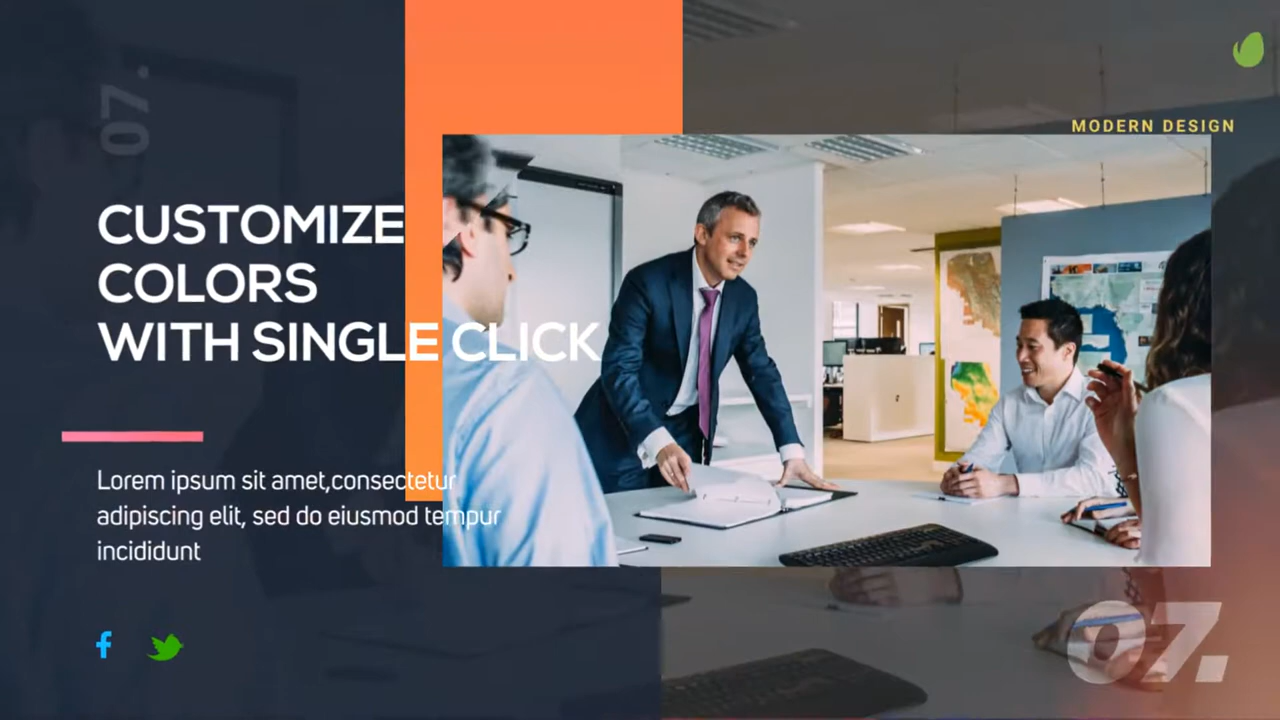 07.
MODERN DESIGN
CUSTOMIZE
COLORS
WITH SINGLE CLICK
Lorem ipsum sit amet,consectetur
adipiscing elit, sed do eiusmod tempur
incididunt
07.